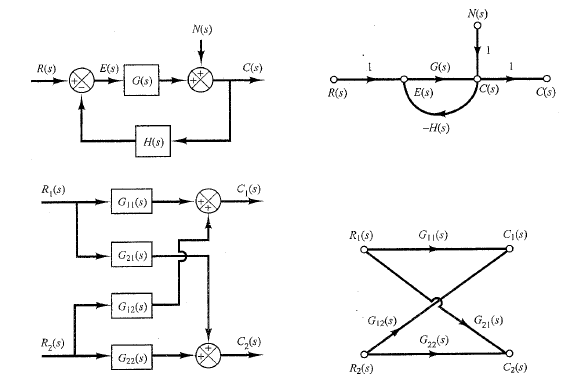 N(s)
R(s) E(s) G(s) C(s)
H(s)
N(s)
1
1 G(s) 1
R(s) E(s) C(s) C(s)
−H(s)
R₁(s) G₁₁(s) C₁(s)
G₂₁(s)
G₁₂(s)
R₂(s) G₂₂(s) C₂(s)
R₁(s) G₁₁(s) C₁(s)
G₁₂(s) G₂₁(s)
G₂₂(s)
R₂(s) C₂(s)